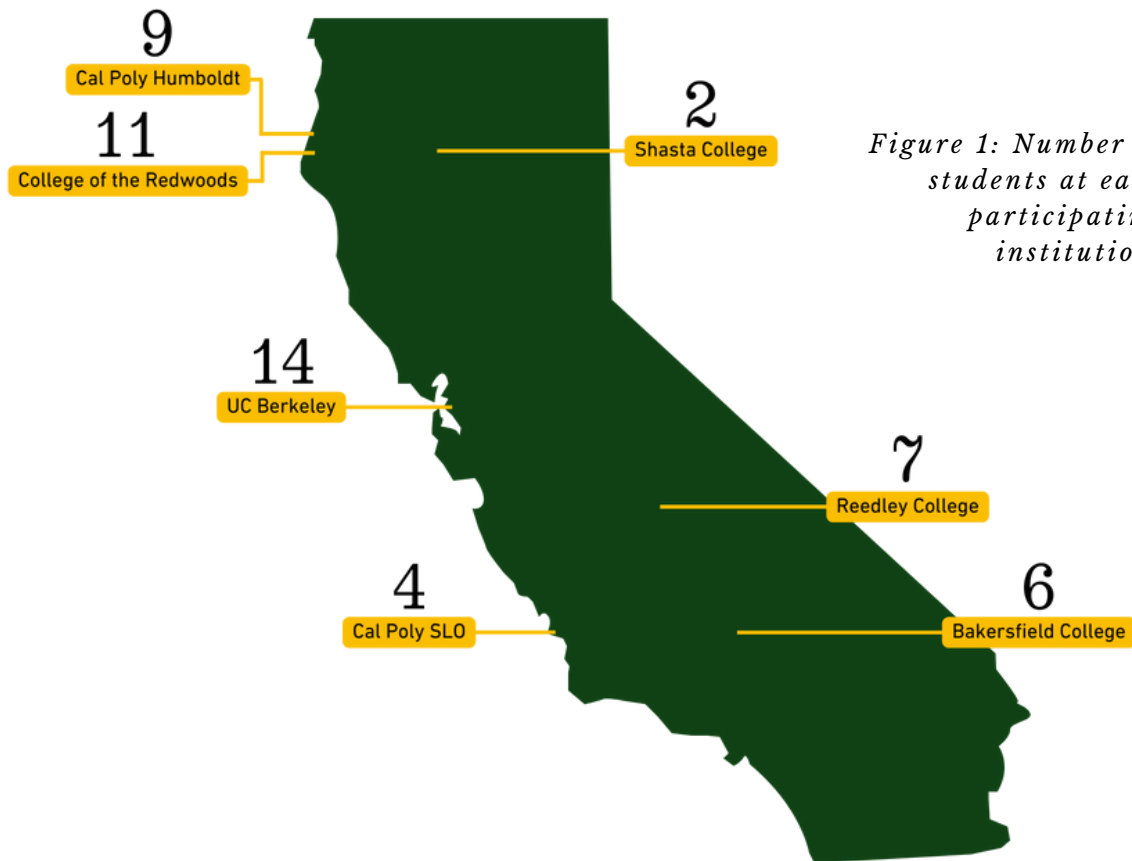 9
Cal Poly Humboldt
11
College of the Redwoods
2
Shasta College
Figure 1: Number
students at ea
participatin
institutio
14
UC Berkeley
7
Reedley College
4
Cal Poly SLO
6
Bakersfield College